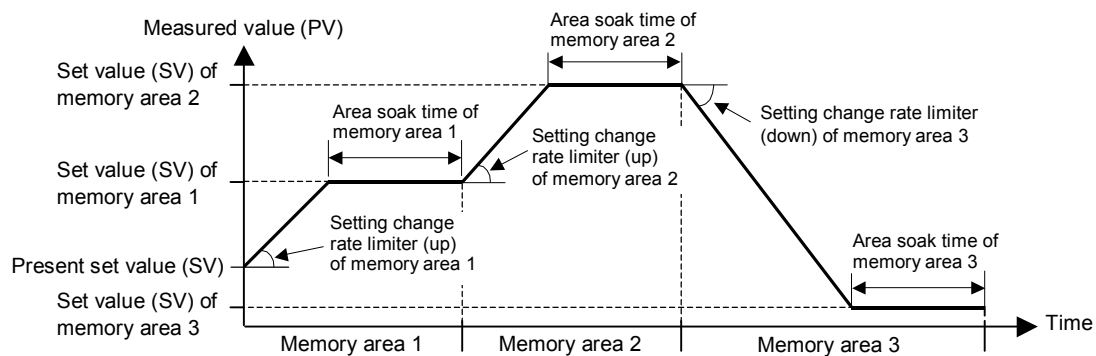 Measured value (PV)
Area soak time of
memory area 2
Set value (SV) of
memory area 2
Area soak time of
memory area 1
Setting change rate limiter
(down) of memory area 3
Setting change
rate limiter (up)
of memory area 2
Set value (SV) of
memory area 1
Setting change
rate limiter (up)
of memory area 1
Area soak time of
memory area 3
Present set value (SV)
Set value (SV) of
memory area 3
Time
Memory area 1
Memory area 2
Memory area 3